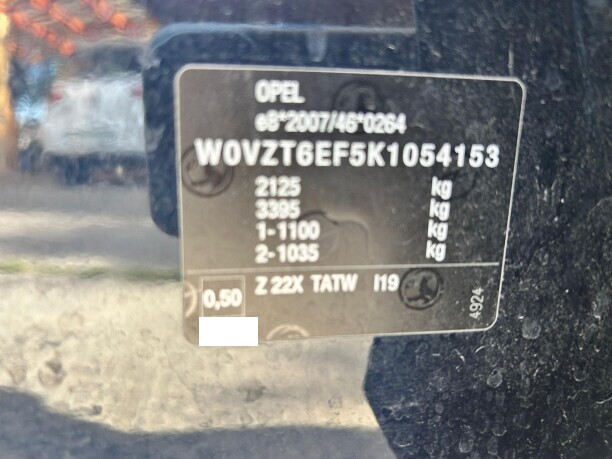 OPEL
e8*2007/46*0264
W0VZT6EF5K1054153
2125 kg
3395 kg
1-1100 kg
2-1035 kg
0,50 Z 22X TATW I19
4924